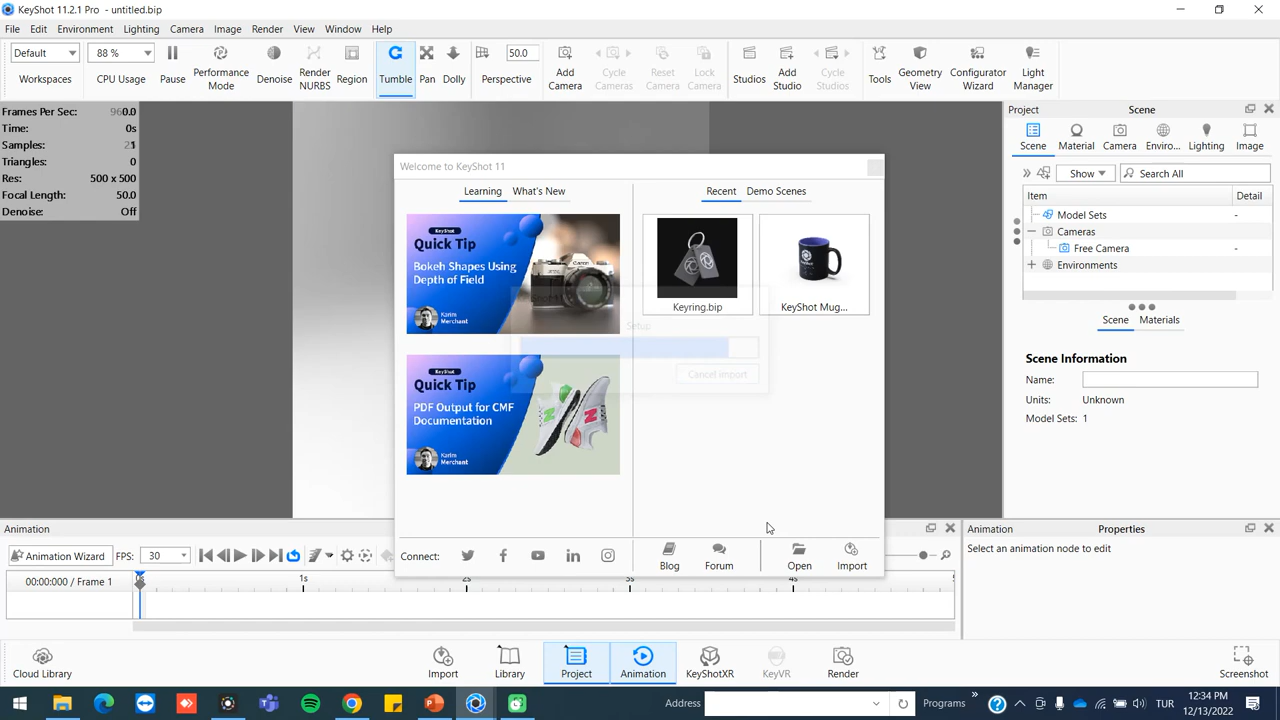 KeyShot 11.2.1 Pro - untitled.bip
File Edit Environment Lighting Camera Image Render View Window Help
Default 88 % 50.0
Workspaces CPU Usage Pause Performance Mode Denoise Render NURBS Region Tumble Pan Dolly Perspective Add Camera Cycle Cameras Reset Camera Lock Camera Studios Add Studio Cycle Studios Tools Geometry View Configurator Wizard Light Manager
Frames Per Sec:
Time: 0s
Samples:
Triangles: 0
Res: 500 x 500
Focal Length: 50.0
Denoise: Off
Project Scene
Scene Material Camera Enviro... Lighting Image
Show Search All
Item Detail
Model Sets -
Cameras
Free Camera -
Environments
Scene Materials
Scene Information
Name:
Units: Unknown
Model Sets: 1
Welcome to KeyShot 11
Learning What's New Recent Demo Scenes
KeyShot
Quick Tip
Bokeh Shapes Using
Depth of Field
Karim
Merchant
Canon
Keyring.bip KeyShot Mug...
Setup
Cancel import
KeyShot
Quick Tip
PDF Output for CMF
Documentation
Karim
Merchant
Connect: Blog Forum Open Import
Animation
Animation Wizard FPS: 30
00:00:000 / Frame 1
1s 2s 3s 4s
Animation Properties
Select an animation node to edit
Cloud Library Import Library Project Animation KeyShotXR KeyVR Render Screenshot
Address Programs » TUR 12:34 PM
12/13/2022